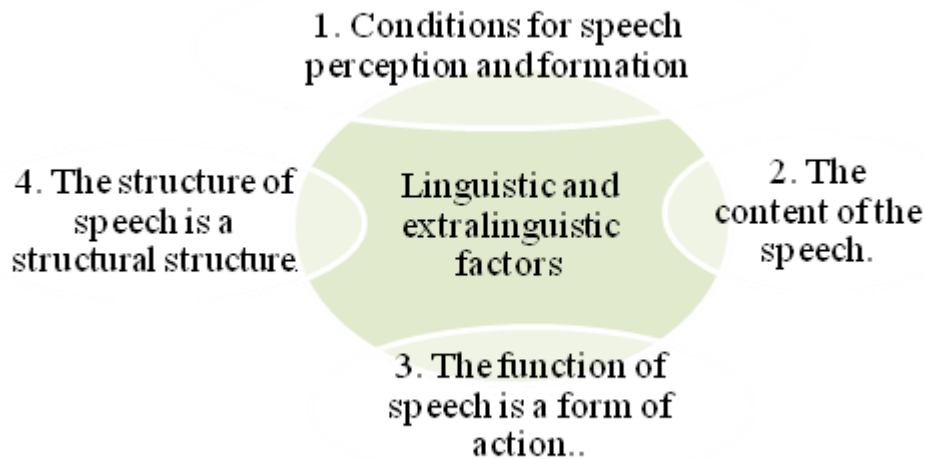 1. Conditions for speech
perception and formation
4. The structure of
speech is a
structural structure.
Linguistic and
extralinguistic
factors
2. The
content of the
speech.
3. The function of
speech is a form of
action..